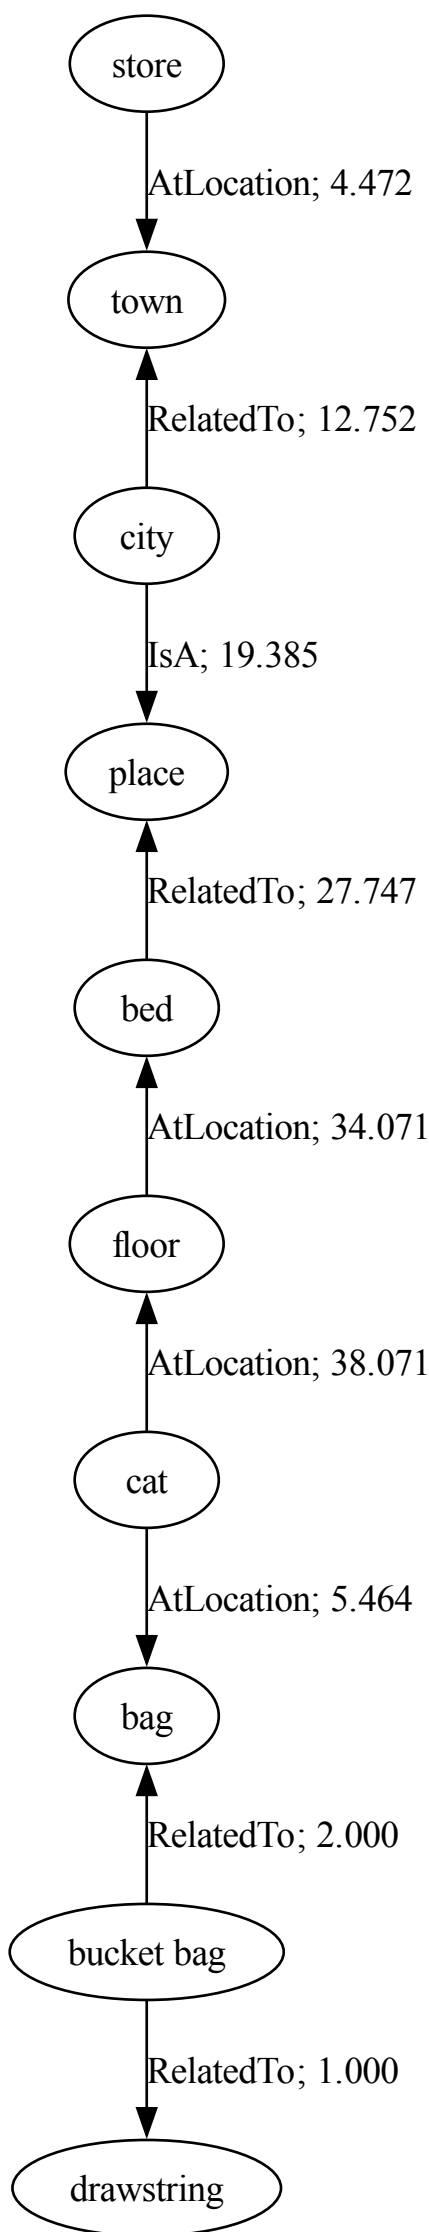 store
AtLocation; 4.472
town
RelatedTo; 12.752
city
IsA; 19.385
place
RelatedTo; 27.747
bed
AtLocation; 34.071
floor
AtLocation; 38.071
cat
AtLocation; 5.464
bag
RelatedTo; 2.000
bucket bag
RelatedTo; 1.000
drawstring